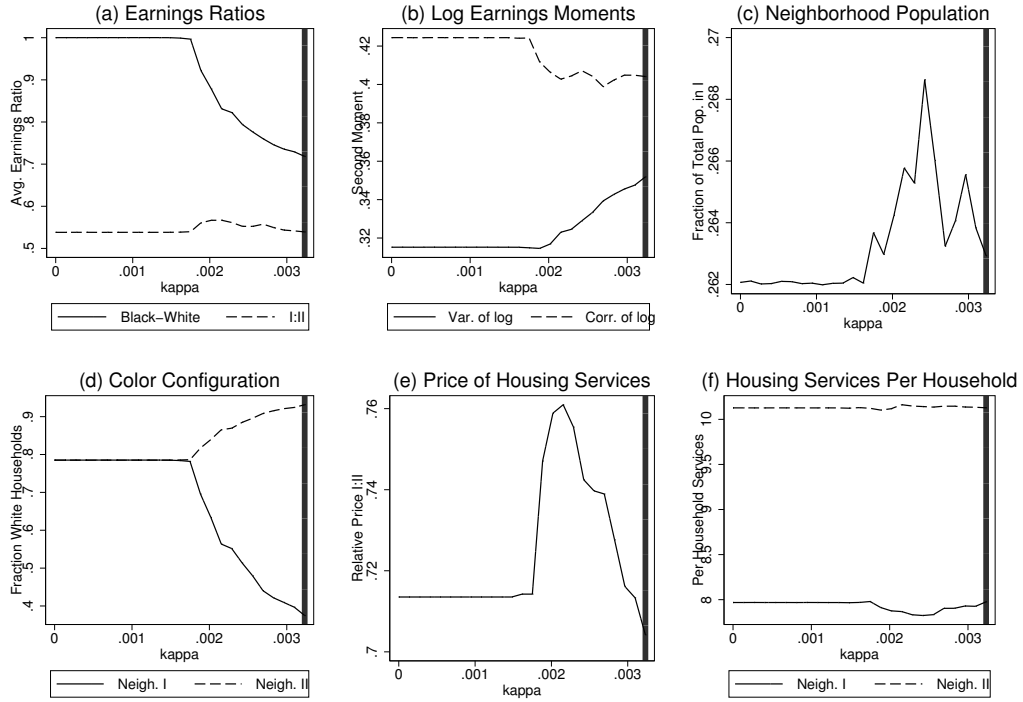 (a) Earnings Ratios
Avg. Earnings Ratio
1
.9
.8
.7
.6
.5
0 .001 .002 .003
kappa
Black−White I:II
(b) Log Earnings Moments
Second Moment
.42
.4
.38
.36
.34
.32
0 .001 .002 .003
kappa
Var. of log Corr. of log
(c) Neighborhood Population
Fraction of Total Pop. in I
.27
.268
.266
.264
.262
0 .001 .002 .003
kappa
(d) Color Configuration
Fraction White Households
.9
.8
.7
.6
.5
.4
0 .001 .002 .003
kappa
Neigh. I Neigh. II
(e) Price of Housing Services
Relative Price I:II
.76
.74
.72
.7
0 .001 .002 .003
kappa
(f) Housing Services Per Household
Per Household Services
10
9.5
9
8.5
8
0 .001 .002 .003
kappa
Neigh. I Neigh. II